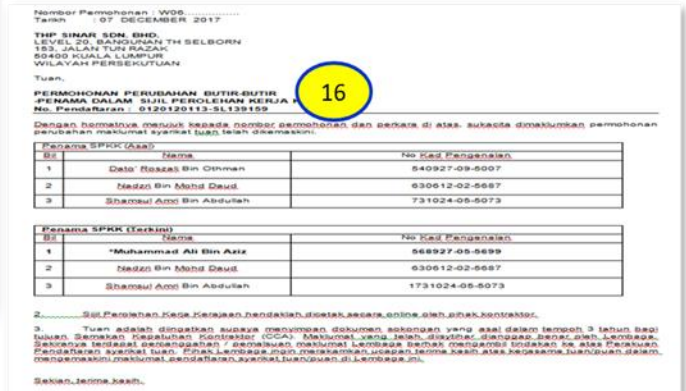 Nombor Permohonan : W06................
Tarikh : 07 DECEMBER 2017
THP SINAR SDN. BHD.
LEVEL 20, BANGUNAN TH SELBORN
153, JALAN TUN RAZAK
50400 KUALA LUMPUR
WILAYAH PERSEKUTUAN
Tuan,
PERMOHONAN PERUBAHAN BUTIR-BUTIR
-PENAMA DALAM SIJIL PEROLEHAN KERJA
16
No. Pendaftaran : 0120120113-SL139159
Dengan hormatnya merujuk kepada nombor permohonan dan perkara di atas, sukacita dimaklumkan permohonan
perubahan maklumat syarikat tuan telah dikemaskini.
Penama SPKK (Asal)
Bil Nama No Kad Pengenalan
1 Dato' Roszali Bin Othman 540927-09-5007
2 Nadzri Bin Mohd Daud 630612-02-5687
3 Shamsul Amri Bin Abdullah 731024-05-5073
Penama SPKK (Terkini)
Bil Nama No Kad Pengenalan
1 *Muhammad Ali Bin Aziz 568927-05-5699
2 Nadzri Bin Mohd Daud 630612-02-5687
3 Shamsul Amri Bin Abdullah 1731024-05-5073
2. Sijil Perolehan Kerja Kerajaan hendaklah dicetak secara online oleh pihak kontraktor.
3. Tuan adalah diingatkan supaya menyimpan dokumen sokongan yang asal dalam tempoh 3 tahun bagi
tujuan Semakan Kepatuhan Kontraktor (CCA). Maklumat yang telah diisytihar dianggap benar oleh Lembaga.
Sekiranya terdapat percanggahan / pemalsuan maklumat Lembaga berhak mengambil tindakan ke atas Perakuan
Pendaftaran syarikat tuan. Pihak Lembaga ingin merakamkan ucapan terima kasih atas kerjasama tuan/puan dalam
mengemaskini maklumat pendaftaran syarikat tuan/puan di Lembaga ini.
Sekian, terima kasih.